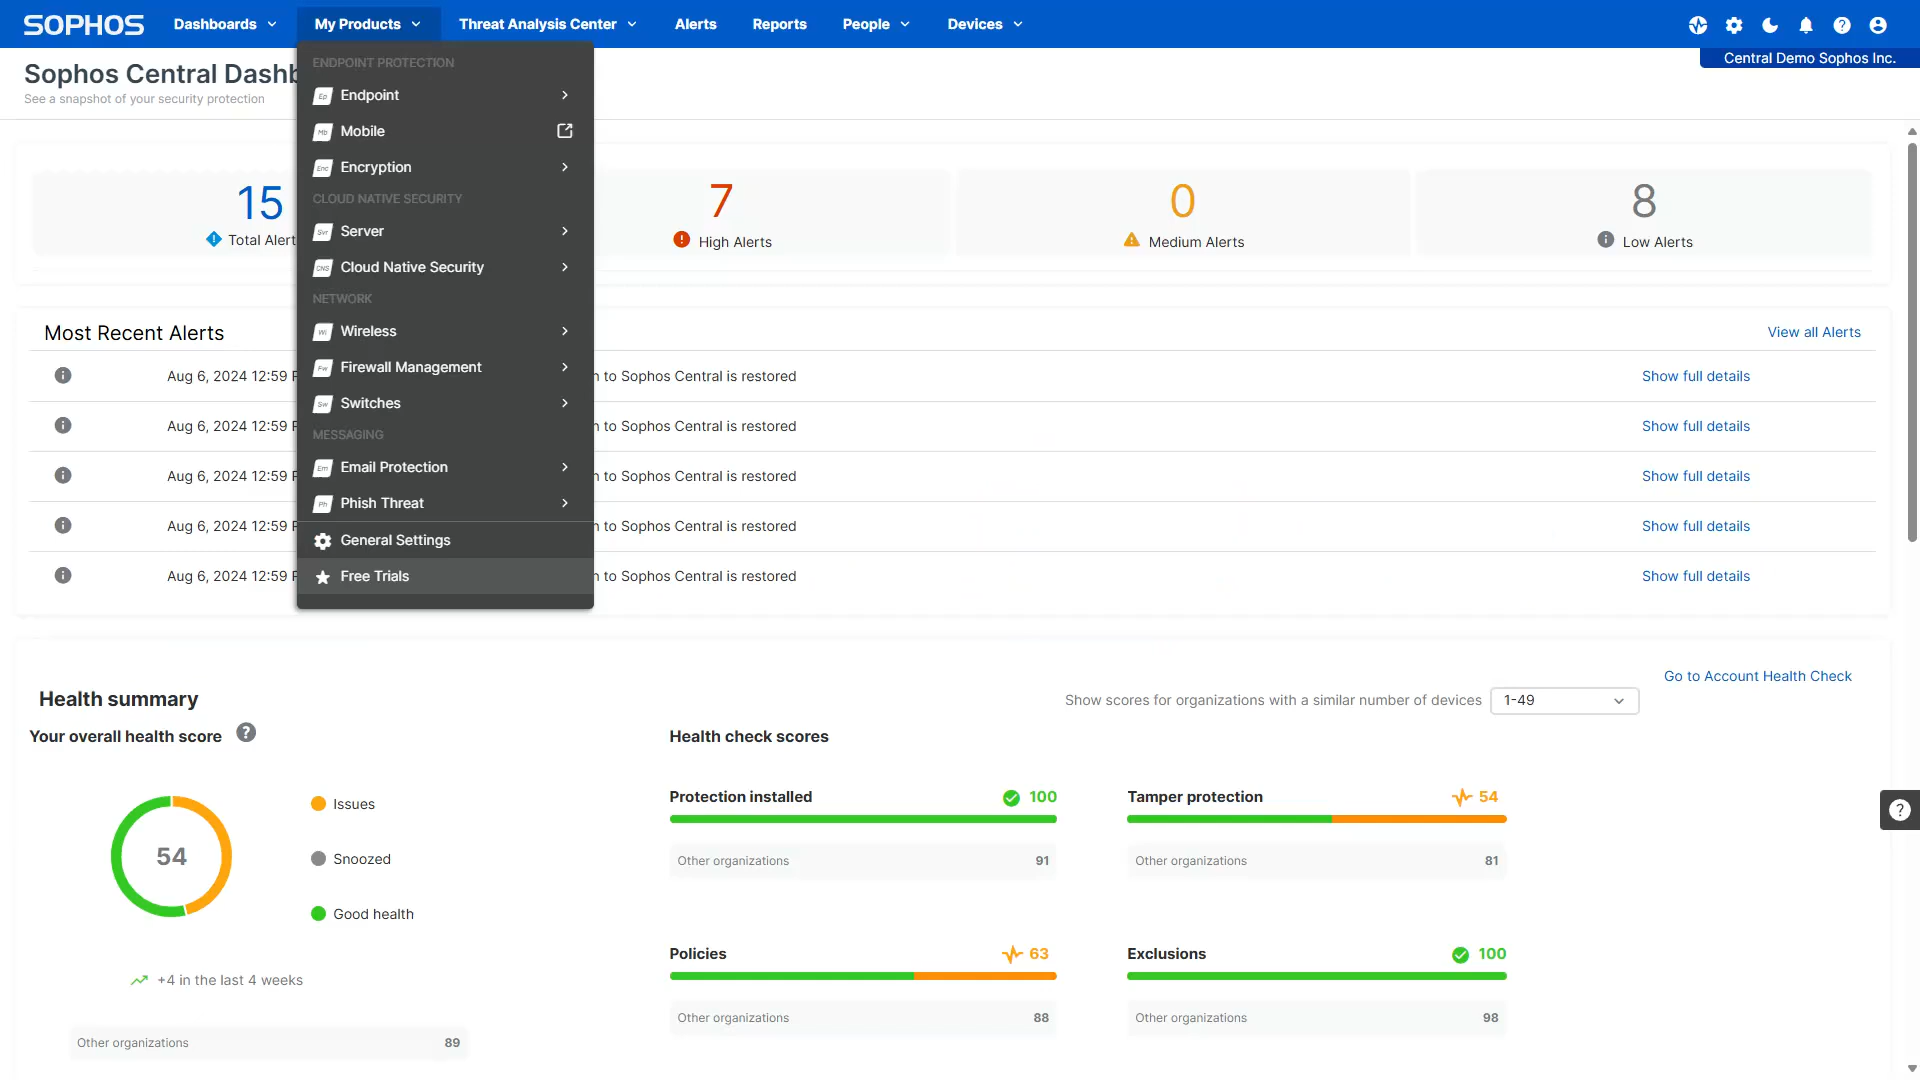 SOPHOS
Dashboards
My Products
Threat Analysis Center
Alerts
Reports
People
Devices
Central Demo Sophos Inc.
Sophos Central Dashb
See a snapshot of your security protection
ENDPOINT PROTECTION
Endpoint
Mobile
Encryption
CLOUD NATIVE SECURITY
Server
Cloud Native Security
NETWORK
Wireless
Firewall Management
Switches
MESSAGING
Email Protection
Phish Threat
General Settings
Free Trials
15
Total Alert
7
High Alerts
0
Medium Alerts
8
Low Alerts
Most Recent Alerts
View all Alerts
Aug 6, 2024 12:59 P
n to Sophos Central is restored
Show full details
Aug 6, 2024 12:59 P
n to Sophos Central is restored
Show full details
Aug 6, 2024 12:59 P
n to Sophos Central is restored
Show full details
Aug 6, 2024 12:59 P
n to Sophos Central is restored
Show full details
Aug 6, 2024 12:59 P
n to Sophos Central is restored
Show full details
Go to Account Health Check
Health summary
Show scores for organizations with a similar number of devices
1-49
Your overall health score
54
Issues
Snoozed
Good health
+4 in the last 4 weeks
Other organizations 89
Health check scores
Protection installed 100
Other organizations 91
Tamper protection 54
Other organizations 81
Policies 63
Other organizations 88
Exclusions 100
Other organizations 98